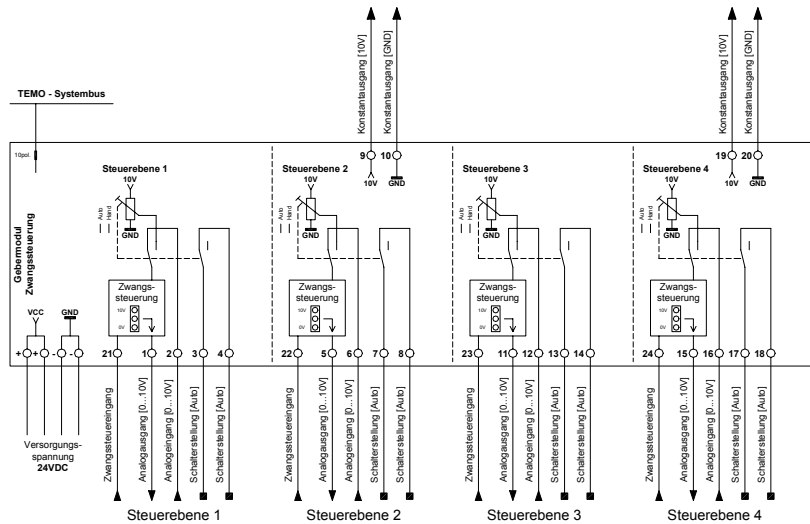 Konstantausgang [10V]
Konstantausgang [GND]
Konstantausgang [10V]
Konstantausgang [GND]
TEMO - Systembus
10pol.
9 10
19 20
10V GND
10V GND
Gebermodul
Zwangssteuerung
Steuerebene 1
10V
Auto
Hand
GND
Zwangs-
steuerung
10V
0V
Steuerebene 2
10V
Auto
Hand
GND
Zwangs-
steuerung
10V
0V
Steuerebene 3
10V
Auto
Hand
GND
Zwangs-
steuerung
10V
0V
Steuerebene 4
10V
Auto
Hand
GND
Zwangs-
steuerung
10V
0V
VCC GND
+ + - -
21 1 2 3 4
22 5 6 7 8
23 11 12 13 14
24 15 16 17 18
Versorgungs-
spannung
24VDC
Zwangssteuereingang
Analogausgang [0...10V]
Analogeingang [0...10V]
Schalterstellung [Auto]
Schalterstellung [Auto]
Steuerebene 1
Zwangssteuereingang
Analogausgang [0...10V]
Analogeingang [0...10V]
Schalterstellung [Auto]
Schalterstellung [Auto]
Steuerebene 2
Zwangssteuereingang
Analogausgang [0...10V]
Analogeingang [0...10V]
Schalterstellung [Auto]
Schalterstellung [Auto]
Steuerebene 3
Zwangssteuereingang
Analogausgang [0...10V]
Analogeingang [0...10V]
Schalterstellung [Auto]
Schalterstellung [Auto]
Steuerebene 4